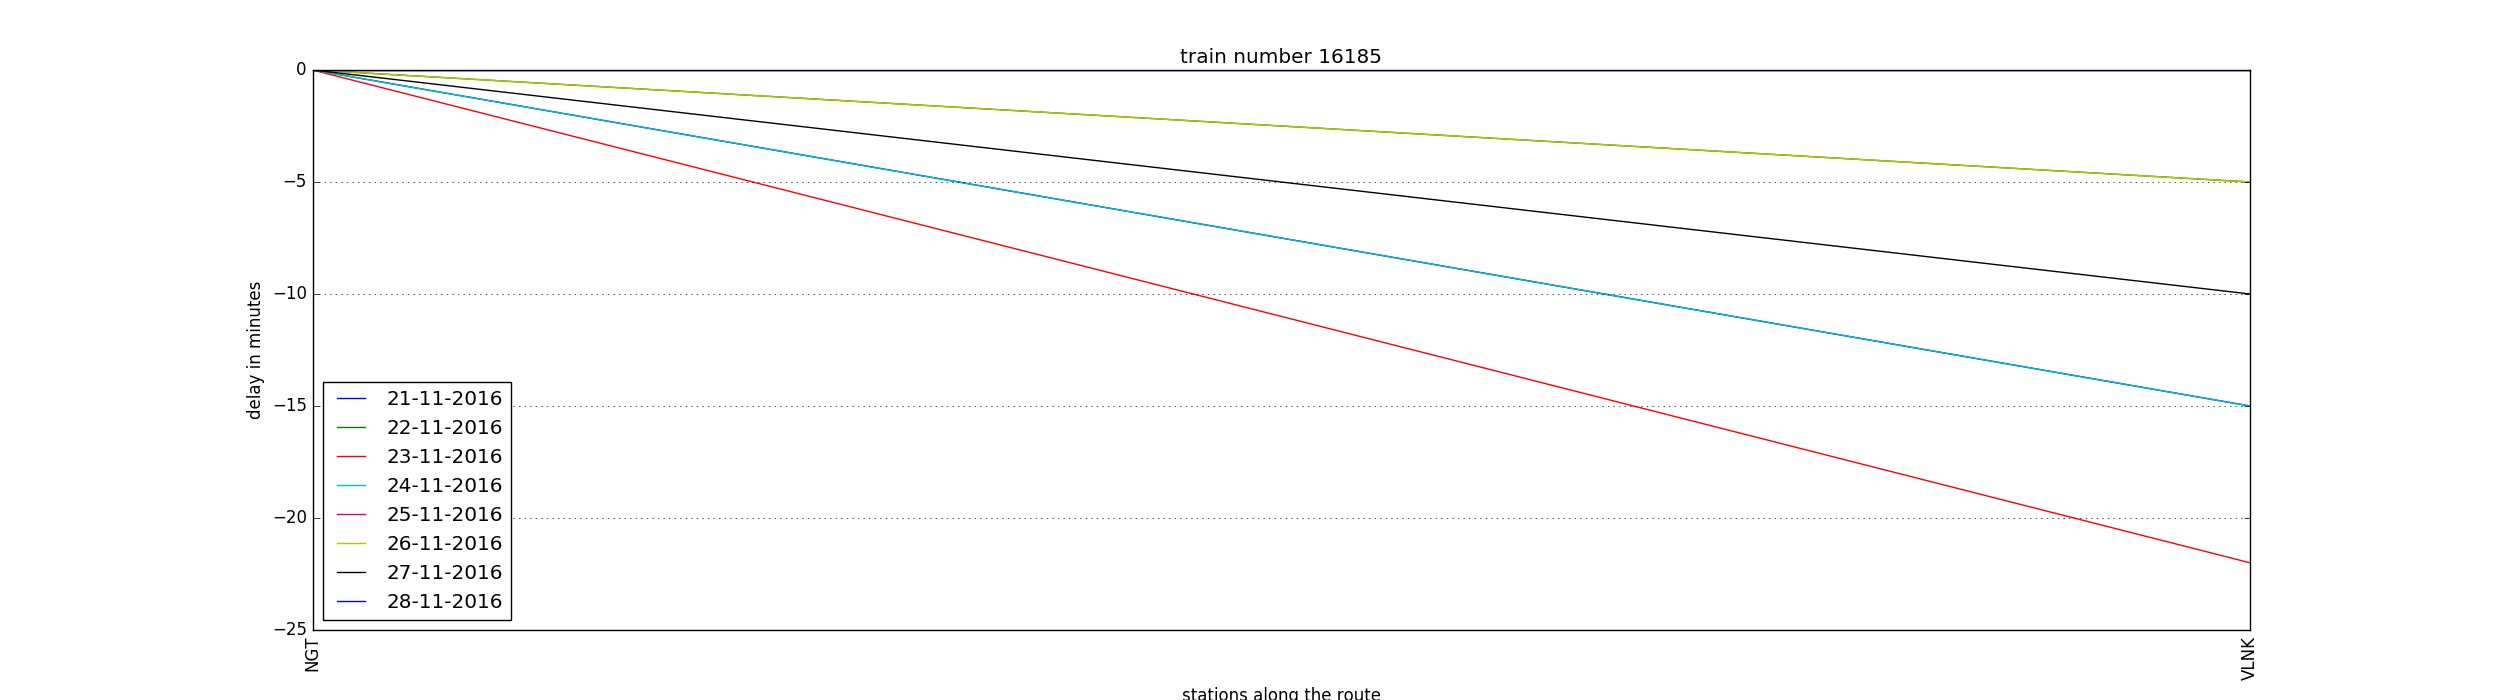 train number 16185
0
−5
−10
−15
−20
−25
delay in minutes
21-11-2016
22-11-2016
23-11-2016
24-11-2016
25-11-2016
26-11-2016
27-11-2016
28-11-2016
NGT
VLNK
stations along the route